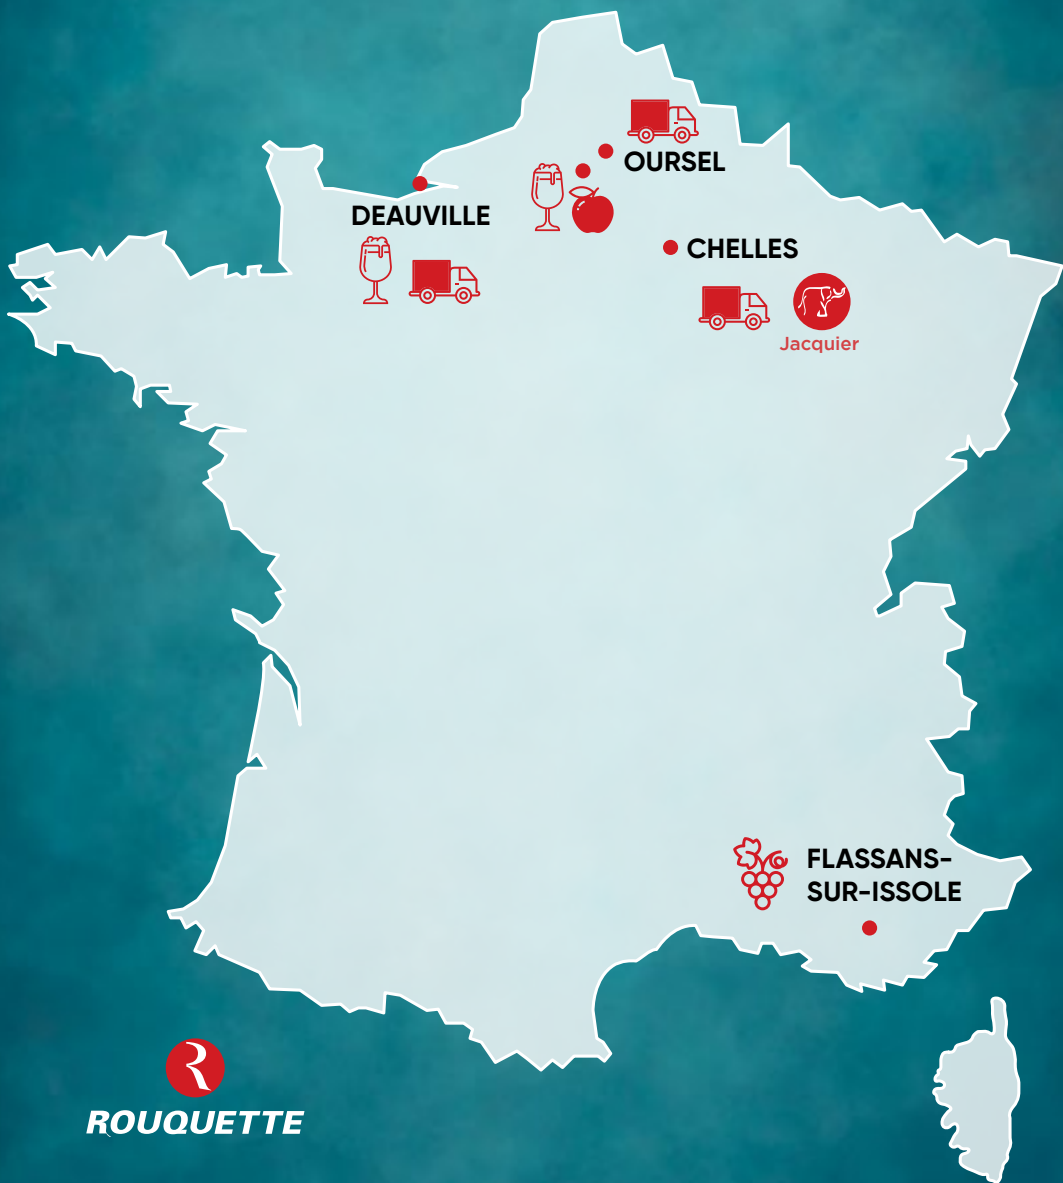 OURSEL
DEAUVILLE
CHELLES
Jacquier
FLASSANS-
SUR-ISSOLE
R
ROUQUETTE